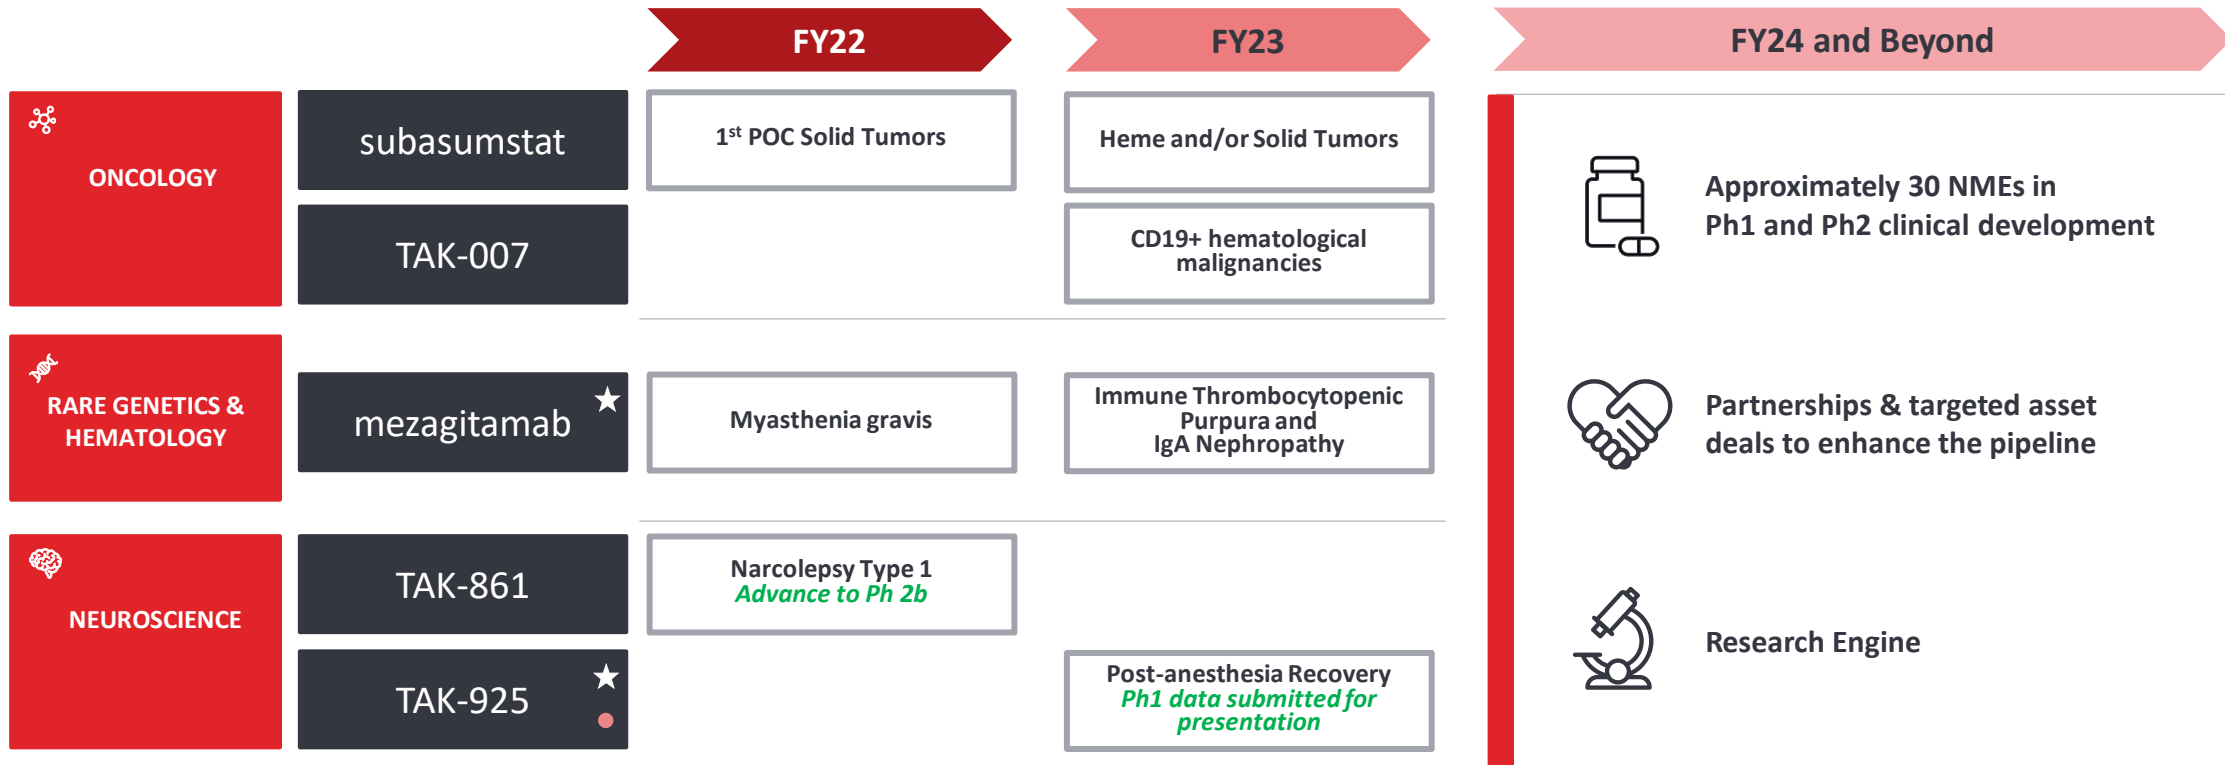 FY22
FY23
FY24 and Beyond
ONCOLOGY
subasumstat
1st POC Solid Tumors
Heme and/or Solid Tumors
TAK-007
CD19+ hematological
malignancies
RARE GENETICS &
HEMATOLOGY
mezagitamab
Myasthenia gravis
Immune Thrombocytopenic
Purpura and
IgA Nephropathy
NEUROSCIENCE
TAK-861
Narcolepsy Type 1
Advance to Ph 2b
TAK-925
Post-anesthesia Recovery
Ph1 data submitted for
presentation
Approximately 30 NMEs in
Ph1 and Ph2 clinical development
Partnerships & targeted asset
deals to enhance the pipeline
Research Engine